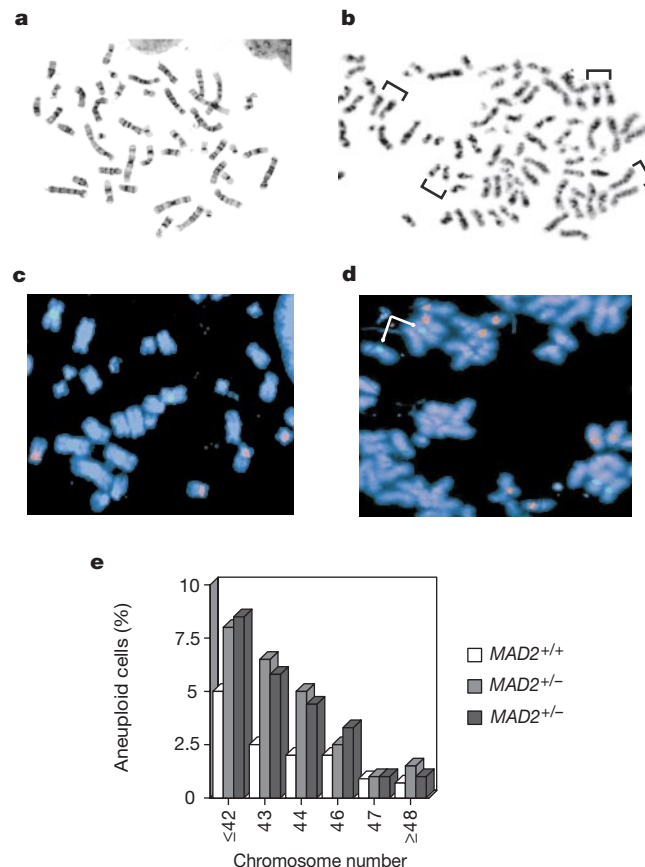 a
b
c
d
e
Aneuploid cells (%)
10
7.5
5
2.5
0
≤42
43
44
46
47
≥48
Chromosome number
MAD2+/+
MAD2+/–
MAD2+/–